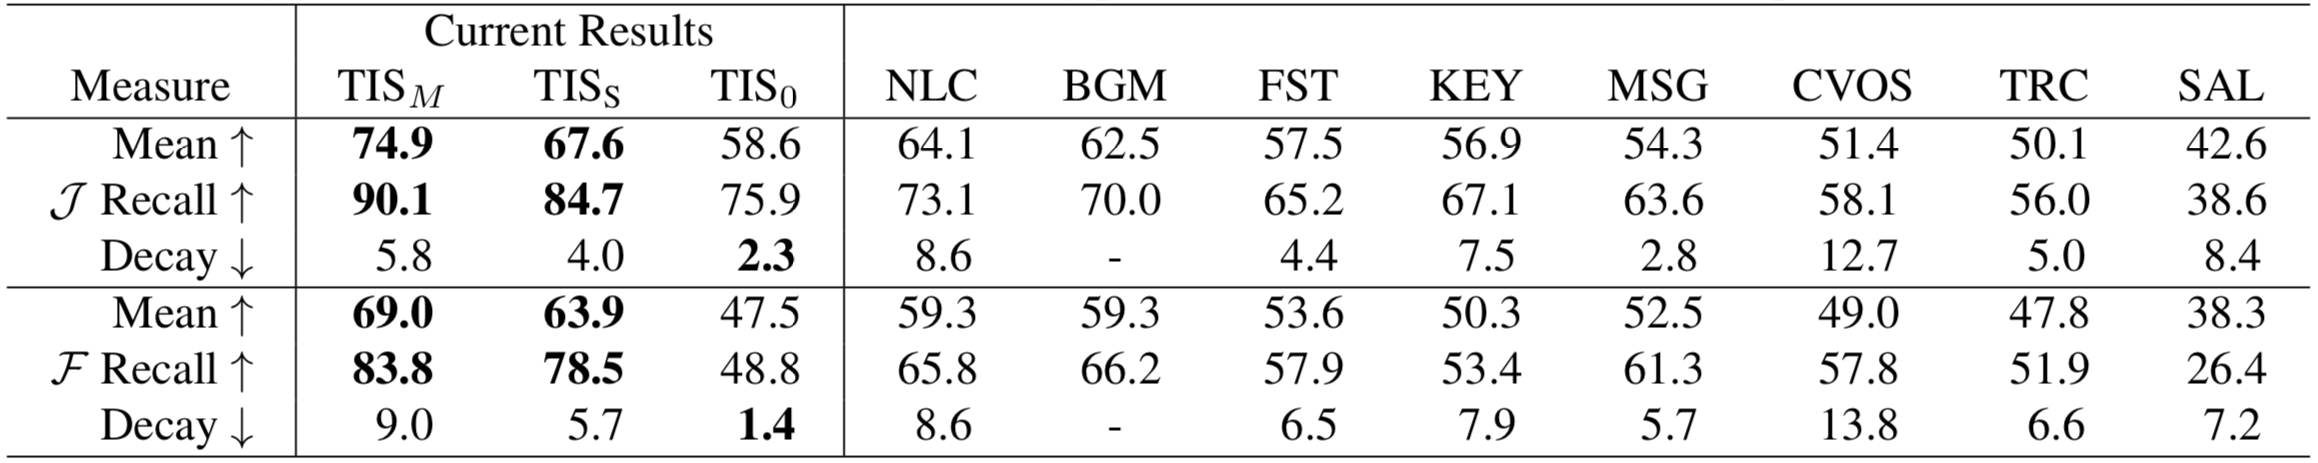 Current Results
Measure TIS_M TIS_S TIS_0 NLC BGM FST KEY MSG CVOS TRC SAL
Mean ↑ 74.9 67.6 58.6 64.1 62.5 57.5 56.9 54.3 51.4 50.1 42.6
𝒥 Recall ↑ 90.1 84.7 75.9 73.1 70.0 65.2 67.1 63.6 58.1 56.0 38.6
Decay ↓ 5.8 4.0 2.3 8.6 - 4.4 7.5 2.8 12.7 5.0 8.4
Mean ↑ 69.0 63.9 47.5 59.3 59.3 53.6 50.3 52.5 49.0 47.8 38.3
ℱ Recall ↑ 83.8 78.5 48.8 65.8 66.2 57.9 53.4 61.3 57.8 51.9 26.4
Decay ↓ 9.0 5.7 1.4 8.6 - 6.5 7.9 5.7 13.8 6.6 7.2